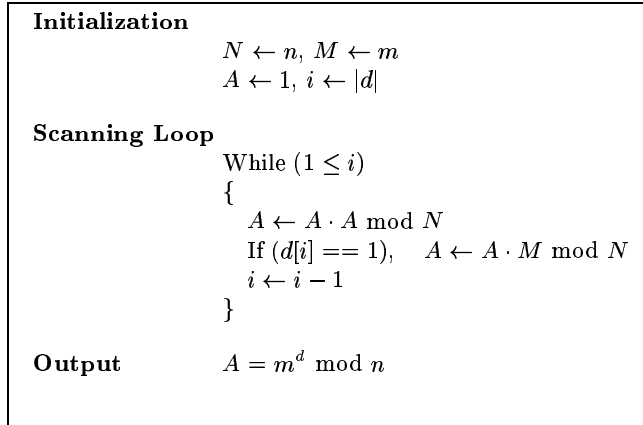 Initialization
N ← n, M ← m
A ← 1, i ← |d|
Scanning Loop
While (1 ≤ i)
{
A ← A · A mod N
If (d[i] == 1), A ← A · M mod N
i ← i − 1
}
Output A = m^d mod n